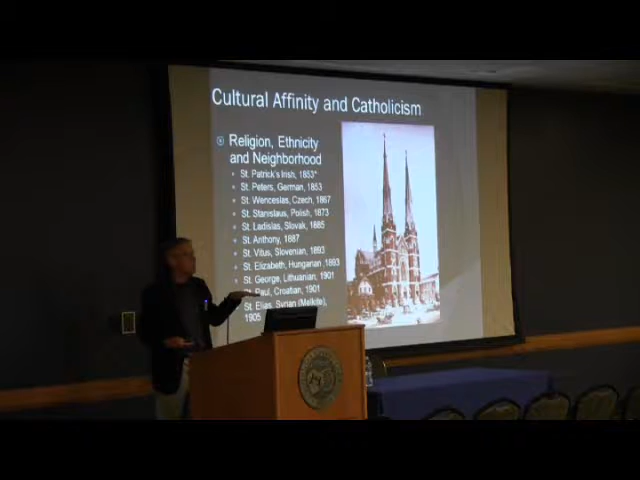 Cultural Affinity and Catholicism
Religion, Ethnicity
and Neighborhood
St. Patrick's Irish, 1853*
St. Peters, German, 1853
St. Wenceslas, Czech, 1867
St. Stanislaus, Polish, 1873
St. Ladislas, Slovak, 1885
St. Anthony, 1887
St. Vitus, Slovenian, 1893
St. Elizabeth, Hungarian, 1893
St. George, Lithuanian, 1901
St. Paul, Croatian, 1901
St. Elias, Syrian (Melkite),
1905